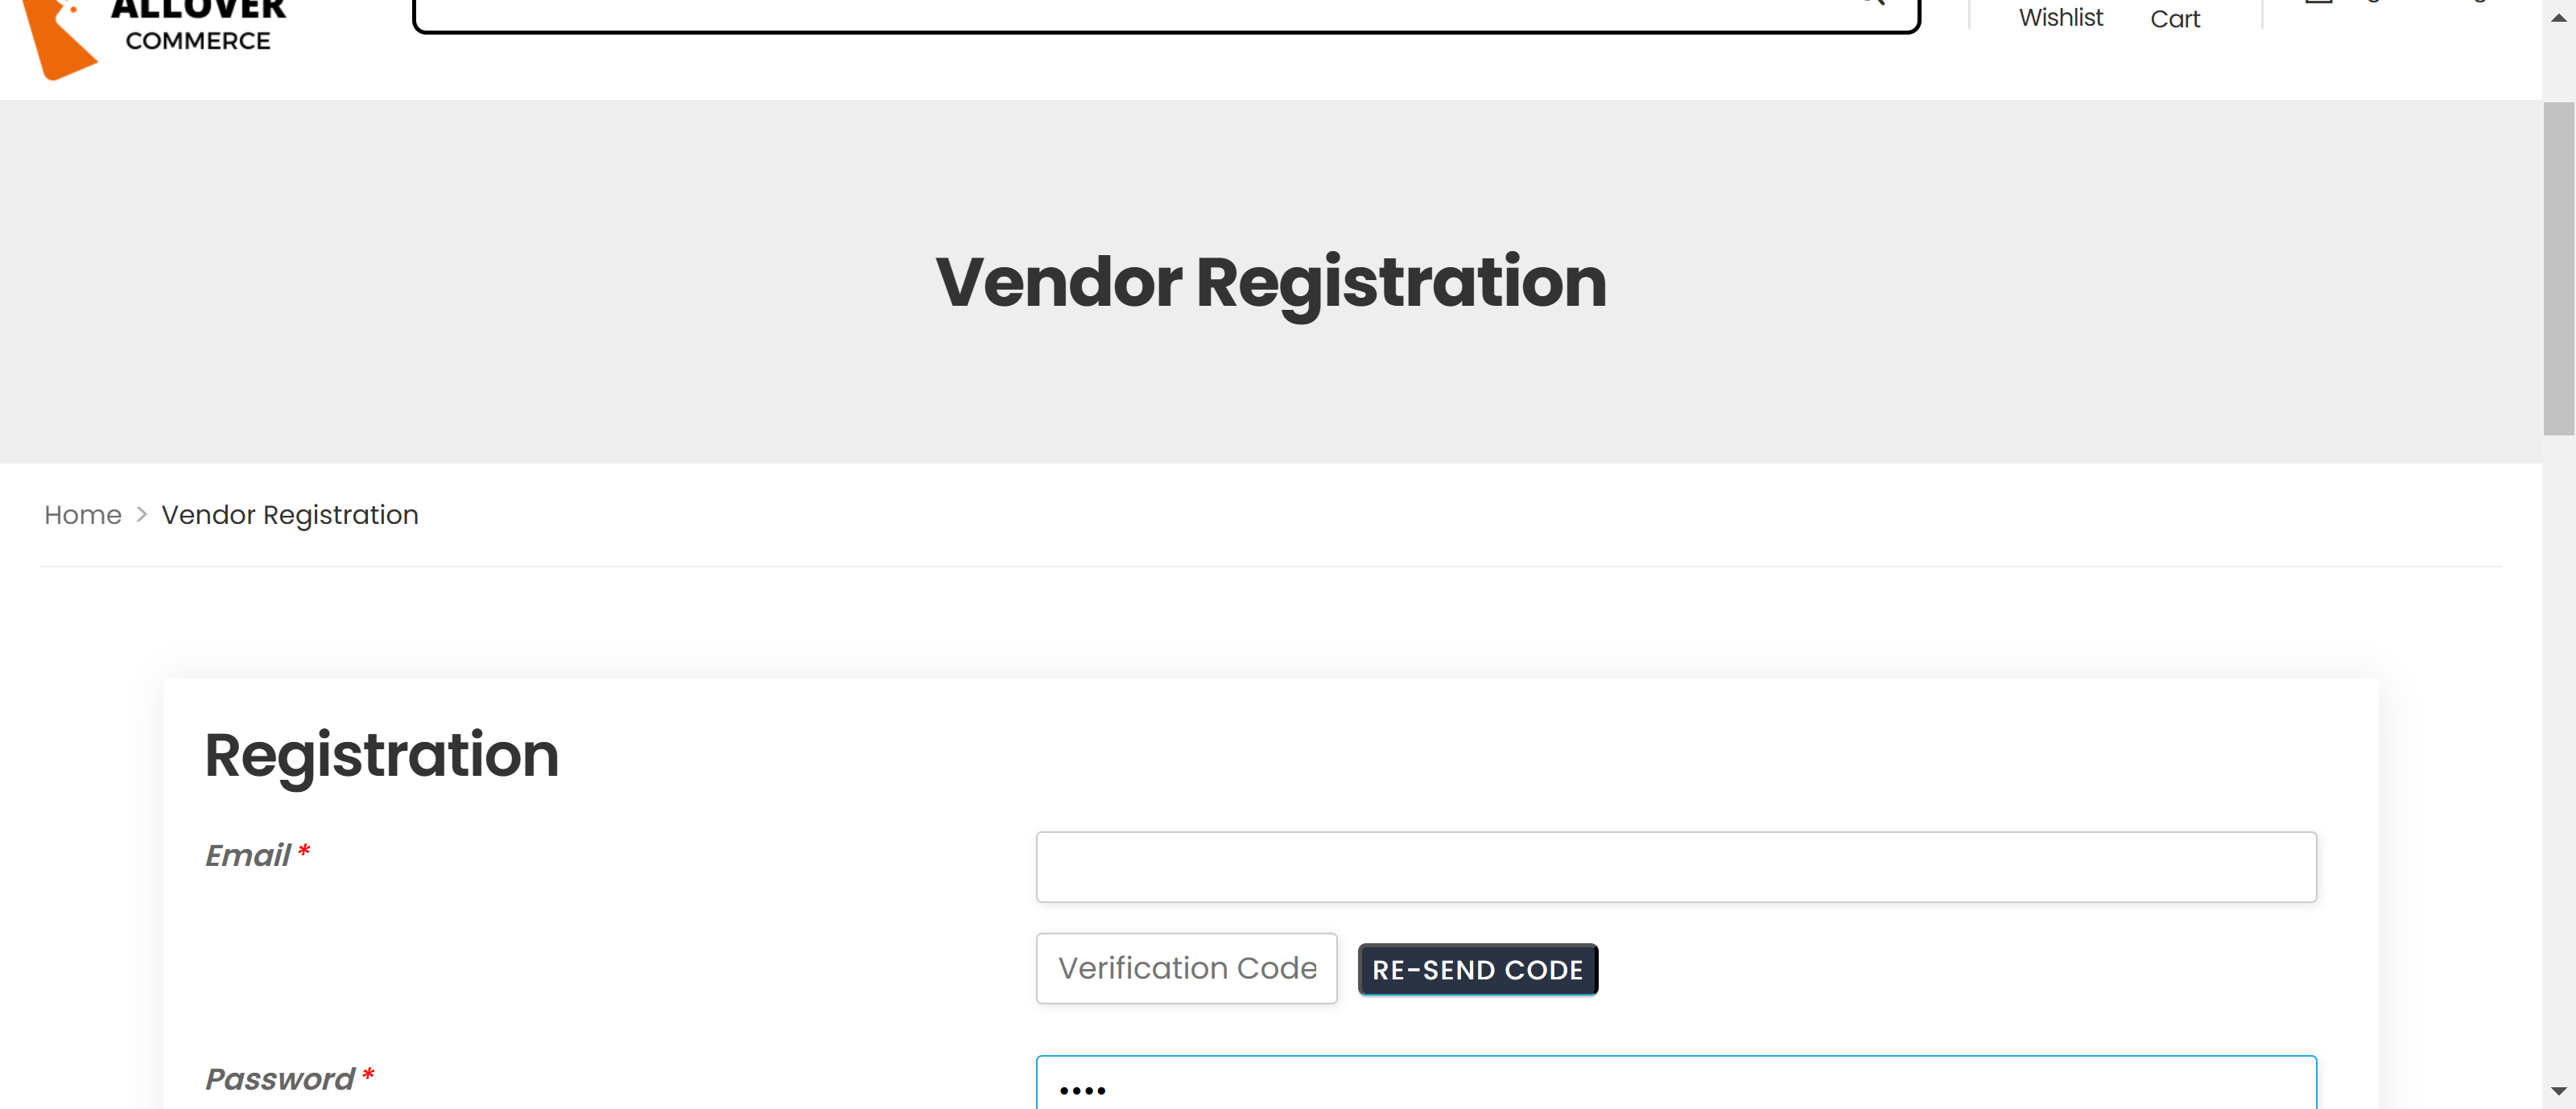 ALLOVER
COMMERCE
Wishlist
Cart
Vendor Registration
Home > Vendor Registration
Registration
Email *
Verification Code
RE-SEND CODE
Password *
••••